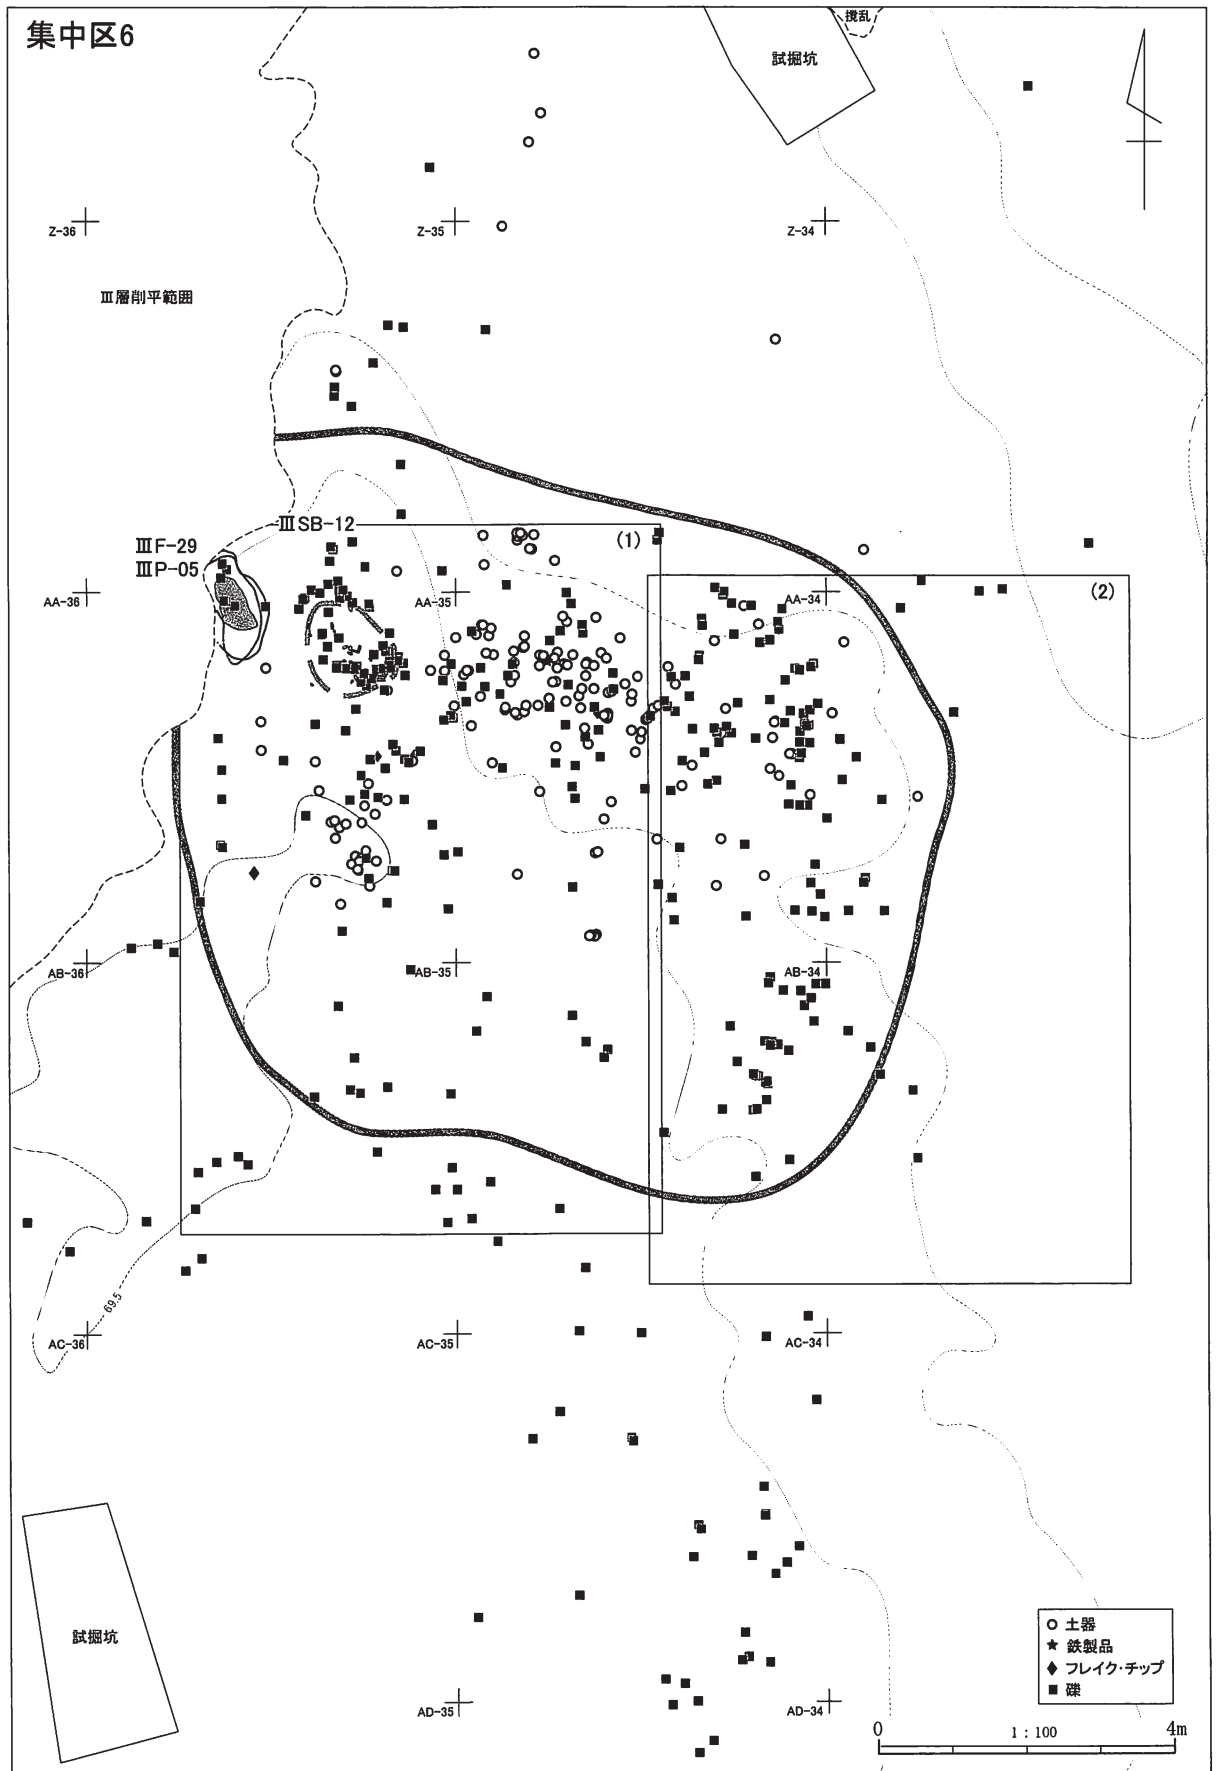 集中区6
撹乱
試掘坑
Z-36
Z-35
Z-34
Ⅲ層削平範囲
ⅢSB-12
(1)
ⅢF-29
ⅢP-05
(2)
AA-36
AA-35
AA-34
AB-36
AB-35
AB-34
69.5
AC-36
AC-35
AC-34
試掘坑
土器
鉄製品
フレイク・チップ
礫
AD-35
AD-34
0 1:100 4m